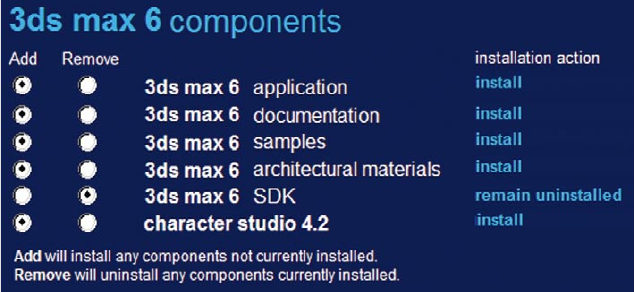 3ds max 6 components
Add Remove installation action
3ds max 6 application install
3ds max 6 documentation install
3ds max 6 samples install
3ds max 6 architectural materials install
3ds max 6 SDK remain uninstalled
character studio 4.2 install
Add will install any components not currently installed.
Remove will uninstall any components currently installed.